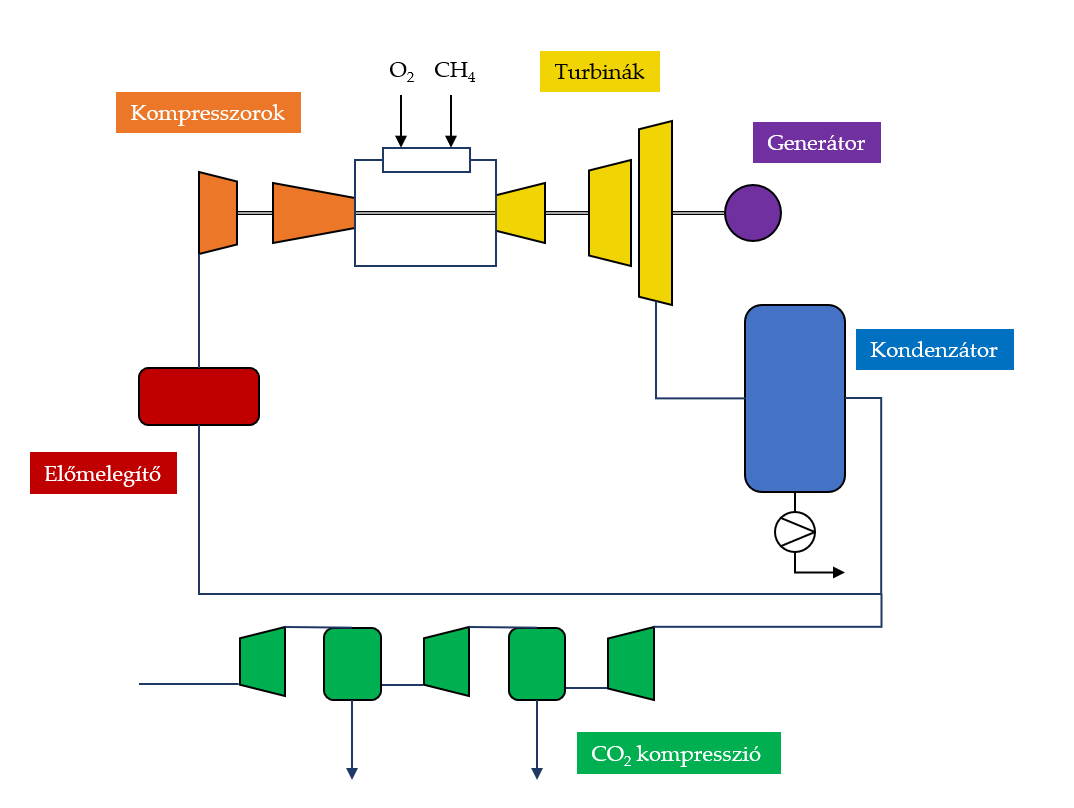 O₂ CH₄
Turbinák
Kompresszorok
Generátor
Kondenzátor
Előmelegítő
CO₂ kompresszió